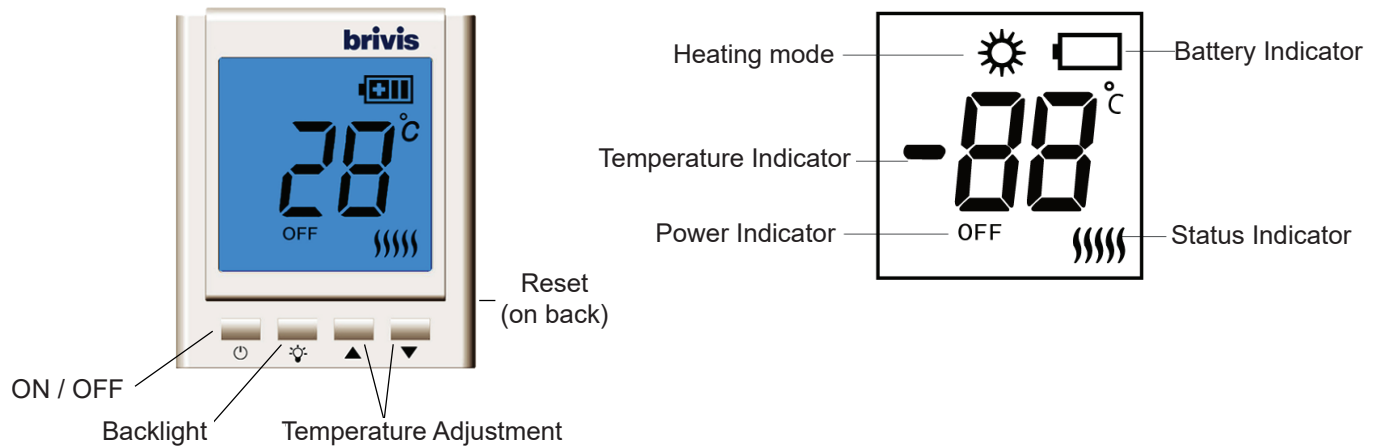 brivis
28
°C
OFF
Reset
(on back)
ON / OFF
Backlight
Temperature Adjustment
Heating mode
Battery Indicator
-88
°C
Temperature Indicator
Power Indicator
OFF
Status Indicator